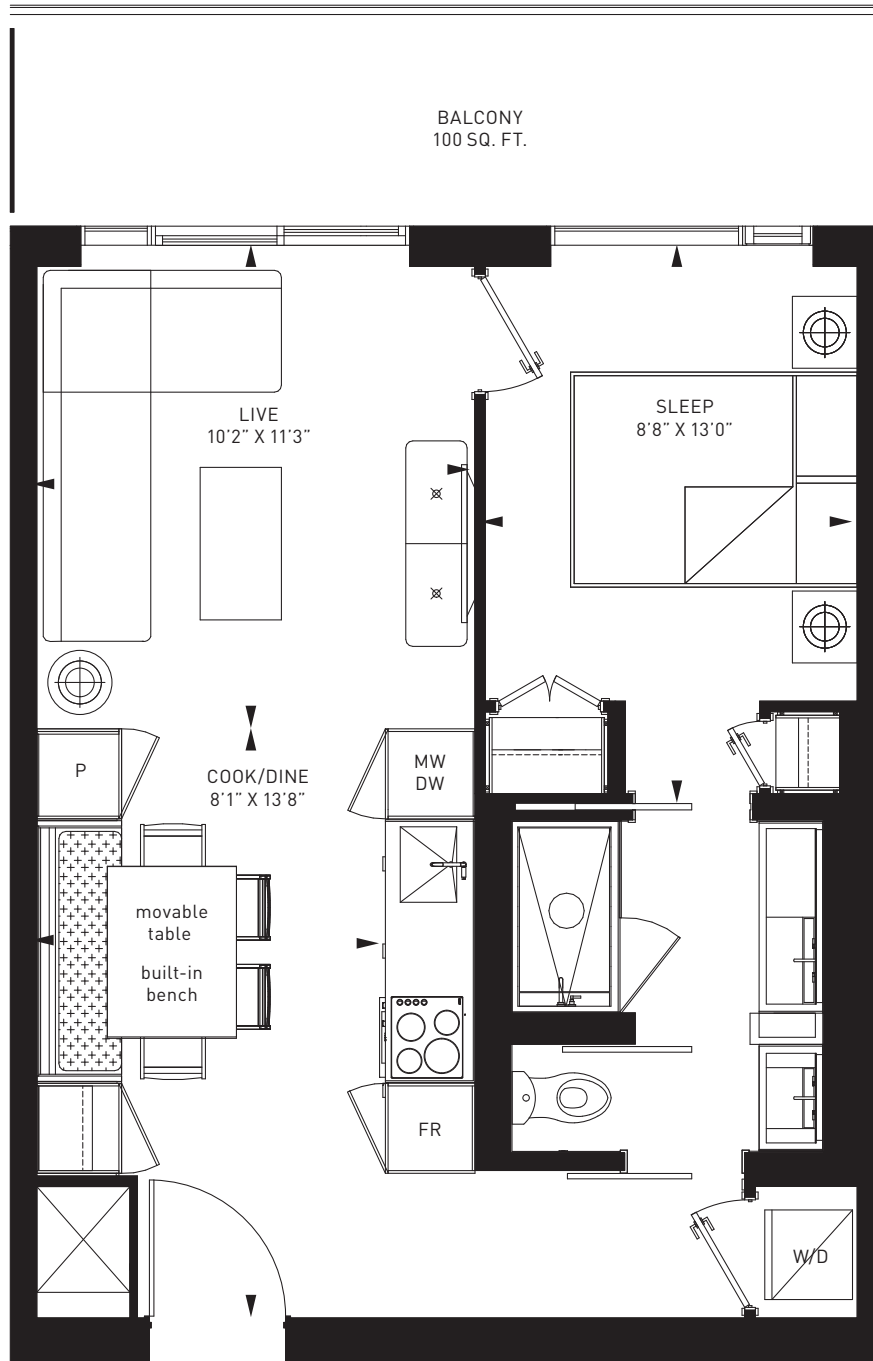 BALCONY
100 SQ. FT.
LIVE
10’2” X 11’3”
SLEEP
8’8” X 13’0”
P
COOK/DINE
8’1” X 13’8”
MW
DW
movable
table
built-in
bench
FR
W/D